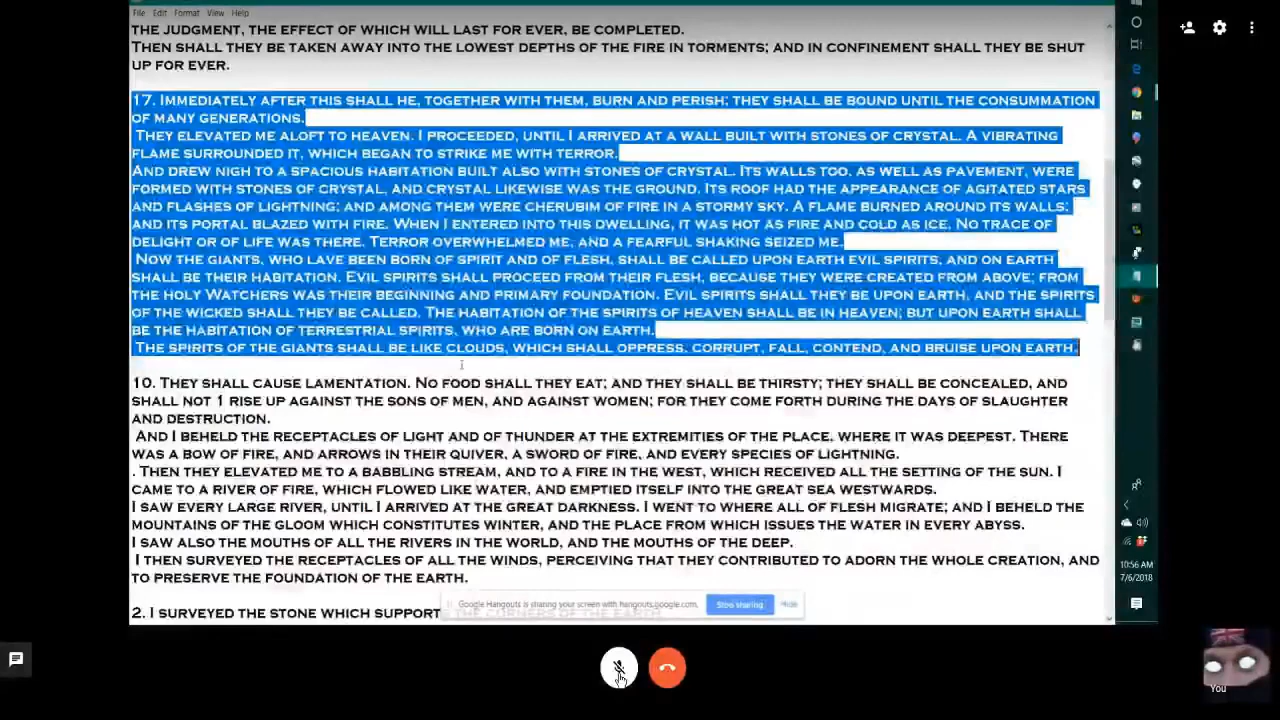 File Edit Format View Help
THE JUDGMENT, THE EFFECT OF WHICH WILL LAST FOR EVER, BE COMPLETED.
THEN SHALL THEY BE TAKEN AWAY INTO THE LOWEST DEPTHS OF THE FIRE IN TORMENTS; AND IN CONFINEMENT SHALL THEY BE SHUT
UP FOR EVER.
17. IMMEDIATELY AFTER THIS SHALL HE, TOGETHER WITH THEM, BURN AND PERISH; THEY SHALL BE BOUND UNTIL THE CONSUMMATION
OF MANY GENERATIONS.
THEY ELEVATED ME ALOFT TO HEAVEN. I PROCEEDED, UNTIL I ARRIVED AT A WALL BUILT WITH STONES OF CRYSTAL. A VIBRATING
FLAME SURROUNDED IT, WHICH BEGAN TO STRIKE ME WITH TERROR.
AND DREW NIGH TO A SPACIOUS HABITATION BUILT ALSO WITH STONES OF CRYSTAL. ITS WALLS TOO, AS WELL AS PAVEMENT, WERE
FORMED WITH STONES OF CRYSTAL, AND CRYSTAL LIKEWISE WAS THE GROUND. ITS ROOF HAD THE APPEARANCE OF AGITATED STARS
AND FLASHES OF LIGHTNING; AND AMONG THEM WERE CHERUBIM OF FIRE IN A STORMY SKY. A FLAME BURNED AROUND ITS WALLS;
AND ITS PORTAL BLAZED WITH FIRE. WHEN I ENTERED INTO THIS DWELLING, IT WAS HOT AS FIRE AND COLD AS ICE. NO TRACE OF
DELIGHT OR OF LIFE WAS THERE. TERROR OVERWHELMED ME, AND A FEARFUL SHAKING SEIZED ME.
NOW THE GIANTS, WHO LAVE BEEN BORN OF SPIRIT AND OF FLESH, SHALL BE CALLED UPON EARTH EVIL SPIRITS, AND ON EARTH
SHALL BE THEIR HABITATION. EVIL SPIRITS SHALL PROCEED FROM THEIR FLESH, BECAUSE THEY WERE CREATED FROM ABOVE; FROM
THE HOLY WATCHERS WAS THEIR BEGINNING AND PRIMARY FOUNDATION. EVIL SPIRITS SHALL THEY BE UPON EARTH, AND THE SPIRITS
OF THE WICKED SHALL THEY BE CALLED. THE HABITATION OF THE SPIRITS OF HEAVEN SHALL BE IN HEAVEN; BUT UPON EARTH SHALL
BE THE HABITATION OF TERRESTRIAL SPIRITS, WHO ARE BORN ON EARTH.
THE SPIRITS OF THE GIANTS SHALL BE LIKE CLOUDS, WHICH SHALL OPPRESS, CORRUPT, FALL, CONTEND, AND BRUISE UPON EARTH.
10. THEY SHALL CAUSE LAMENTATION. NO FOOD SHALL THEY EAT; AND THEY SHALL BE THIRSTY; THEY SHALL BE CONCEALED, AND
SHALL NOT 1 RISE UP AGAINST THE SONS OF MEN, AND AGAINST WOMEN; FOR THEY COME FORTH DURING THE DAYS OF SLAUGHTER
AND DESTRUCTION.
AND I BEHELD THE RECEPTACLES OF LIGHT AND OF THUNDER AT THE EXTREMITIES OF THE PLACE, WHERE IT WAS DEEPEST. THERE
WAS A BOW OF FIRE, AND ARROWS IN THEIR QUIVER, A SWORD OF FIRE, AND EVERY SPECIES OF LIGHTNING.
. THEN THEY ELEVATED ME TO A BABBLING STREAM, AND TO A FIRE IN THE WEST, WHICH RECEIVED ALL THE SETTING OF THE SUN. I
CAME TO A RIVER OF FIRE, WHICH FLOWED LIKE WATER, AND EMPTIED ITSELF INTO THE GREAT SEA WESTWARDS.
I SAW EVERY LARGE RIVER, UNTIL I ARRIVED AT THE GREAT DARKNESS. I WENT TO WHERE ALL OF FLESH MIGRATE; AND I BEHELD THE
MOUNTAINS OF THE GLOOM WHICH CONSTITUTES WINTER, AND THE PLACE FROM WHICH ISSUES THE WATER IN EVERY ABYSS.
I SAW ALSO THE MOUTHS OF ALL THE RIVERS IN THE WORLD, AND THE MOUTHS OF THE DEEP.
I THEN SURVEYED THE RECEPTACLES OF ALL THE WINDS, PERCEIVING THAT THEY CONTRIBUTED TO ADORN THE WHOLE CREATION, AND
TO PRESERVE THE FOUNDATION OF THE EARTH.
2. I SURVEYED THE STONE WHICH SUPPORT
Google Hangouts is sharing your screen with hangouts.google.com.
Stop sharing
Hide
10:56 AM
7/6/2018
You